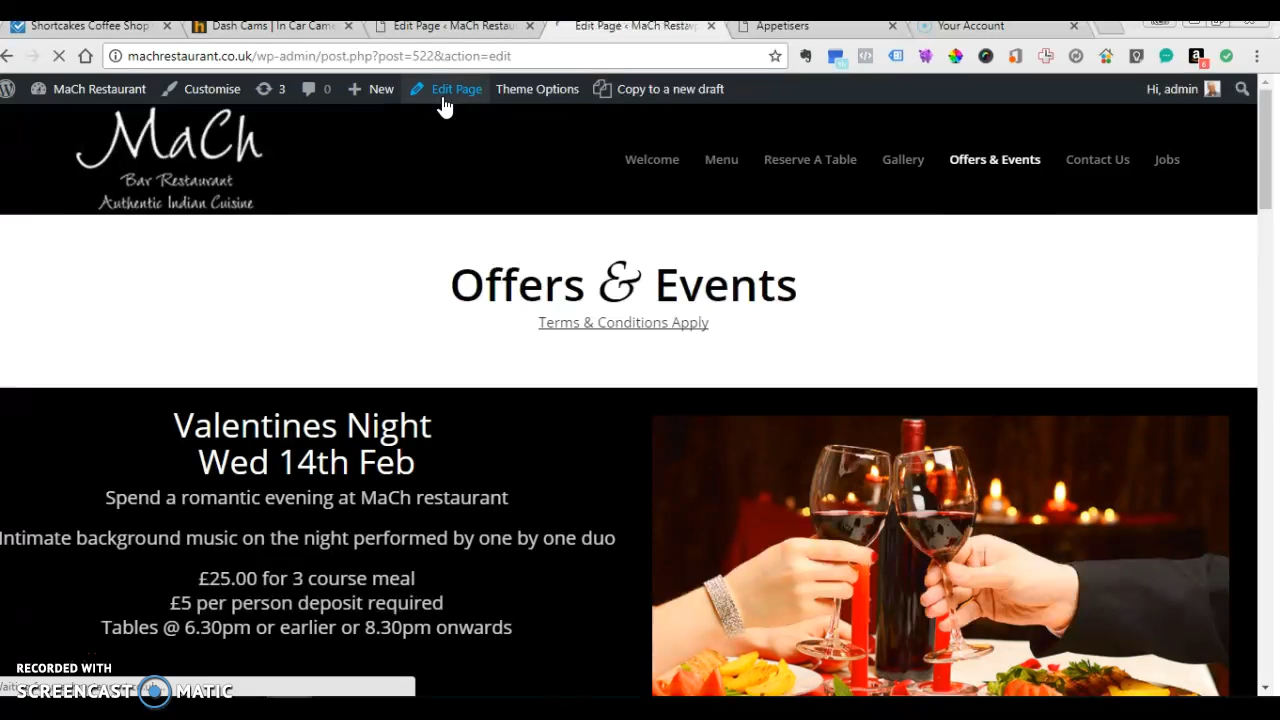 Shortcakes Coffee Shop
Dash Cams | In Car Came
Edit Page ‹ MaCh Restau
Edit Page ‹ MaCh Restau
Appetisers
Your Account
machrestaurant.co.uk/wp-admin/post.php?post=522&action=edit
MaCh Restaurant
Customise
3
0
New
Edit Page
Theme Options
Copy to a new draft
Hi, admin
MaCh
Bar Restaurant
Authentic Indian Cuisine
Welcome
Menu
Reserve A Table
Gallery
Offers & Events
Contact Us
Jobs
Offers & Events
Terms & Conditions Apply
Valentines Night
Wed 14th Feb
Spend a romantic evening at MaCh restaurant
Intimate background music on the night performed by one by one duo
£25.00 for 3 course meal
£5 per person deposit required
Tables @ 6.30pm or earlier or 8.30pm onwards
RECORDED WITH
SCREENCAST MATIC